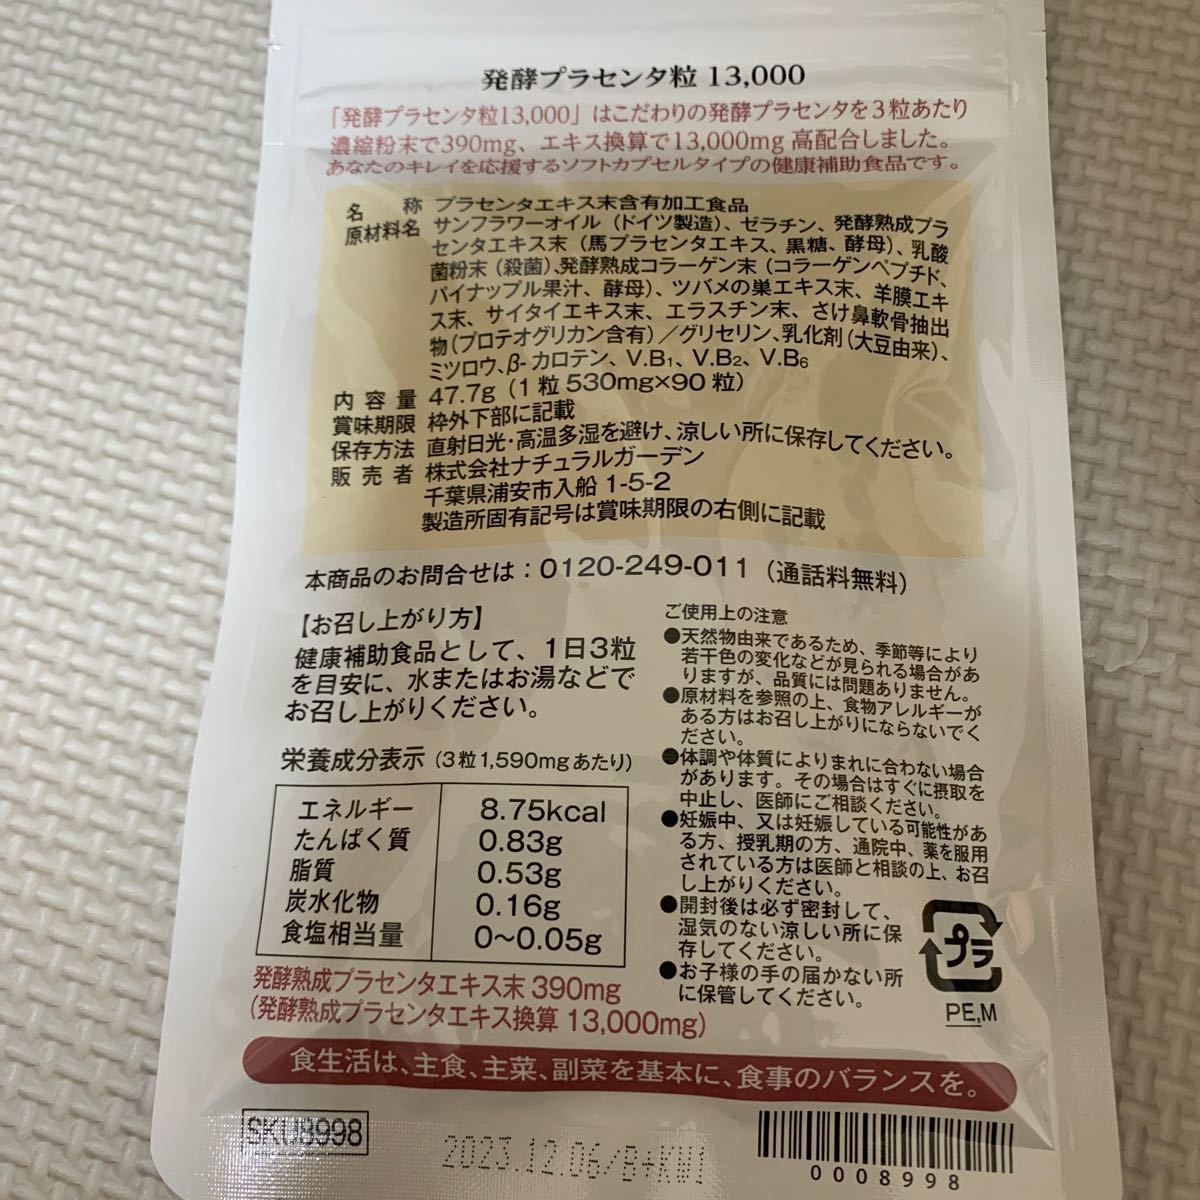 発酵プラセンタ粒 13,000
「発酵プラセンタ粒13,000」はこだわりの発酵プラセンタを3粒あたり
濃縮粉末で390mg、エキス換算で13,000mg 高配合しました。
あなたのキレイを応援するソフトカプセルタイプの健康補助食品です。
名称 プラセンタエキス末含有加工食品
原材料名 サンフラワーオイル(ドイツ製造)、ゼラチン、発酵熟成プラ
センタエキス末(馬プラセンタエキス、黒糖、酵母)、乳酸
菌粉末(殺菌)、発酵熟成コラーゲン末(コラーゲンペプチド、
パイナップル果汁、酵母)、ツバメの巣エキス末、羊膜エキ
ス末、サイタイエキス末、エラスチン末、さけ鼻軟骨抽出
物(プロテオグリカン含有)/グリセリン、乳化剤(大豆由来)、
ミツロウ、β-カロテン、V.B1、V.B2、V.B6
内容量 47.7g(1粒530mg×90粒)
賞味期限 枠外下部に記載
保存方法 直射日光・高温多湿を避け、涼しい所に保存してください。
販売者 株式会社ナチュラルガーデン
千葉県浦安市入船 1-5-2
製造所固有記号は賞味期限の右側に記載
本商品のお問合せは:0120-249-011(通話料無料)
【お召し上がり方】
健康補助食品として、1日3粒
を目安に、水またはお湯などで
お召し上がりください。
栄養成分表示(3粒1,590mgあたり)
エネルギー 8.75kcal
たんぱく質 0.83g
脂質 0.53g
炭水化物 0.16g
食塩相当量 0~0.05g
発酵熟成プラセンタエキス末 390mg
(発酵熟成プラセンタエキス換算 13,000mg)
ご使用上の注意
●天然物由来であるため、季節等により
若干色の変化などが見られる場合があ
りますが、品質には問題ありません。
●原材料を参照の上、食物アレルギーが
ある方はお召し上がりにならないでく
ださい。
●体調や体質によりまれに合わない場合
があります。その場合はすぐに摂取を
中止し、医師にご相談ください。
●妊娠中、又は妊娠している可能性があ
る方、授乳期の方、通院中、薬を服用
されている方は医師と相談の上、お召
し上がりください。
●開封後は必ず密封して、
湿気のない涼しい所に保
存してください。
●お子様の手の届かない所
に保管してください。
プラ
PE,M
食生活は、主食、主菜、副菜を基本に、食事のバランスを。
SKU8998
2023.12.06/B+KW1
0008998